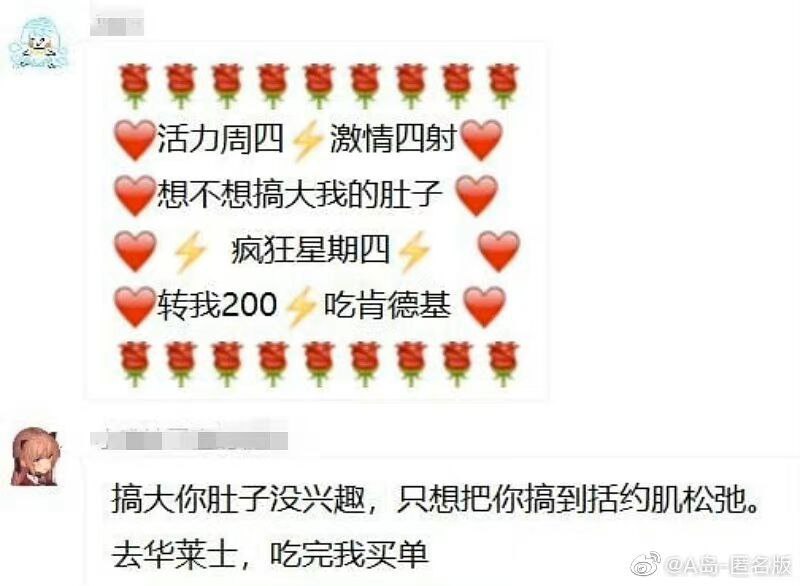 🌹🌹🌹🌹🌹🌹🌹🌹🌹
❤️活力周四⚡激情四射❤️
❤️想不想搞大我的肚子❤️
❤️⚡疯狂星期四⚡❤️
❤️转我200⚡吃肯德基❤️
🌹🌹🌹🌹🌹🌹🌹🌹🌹
搞大你肚子没兴趣，只想把你搞到括约肌松弛。
去华莱士，吃完我买单
@A岛-匿名版